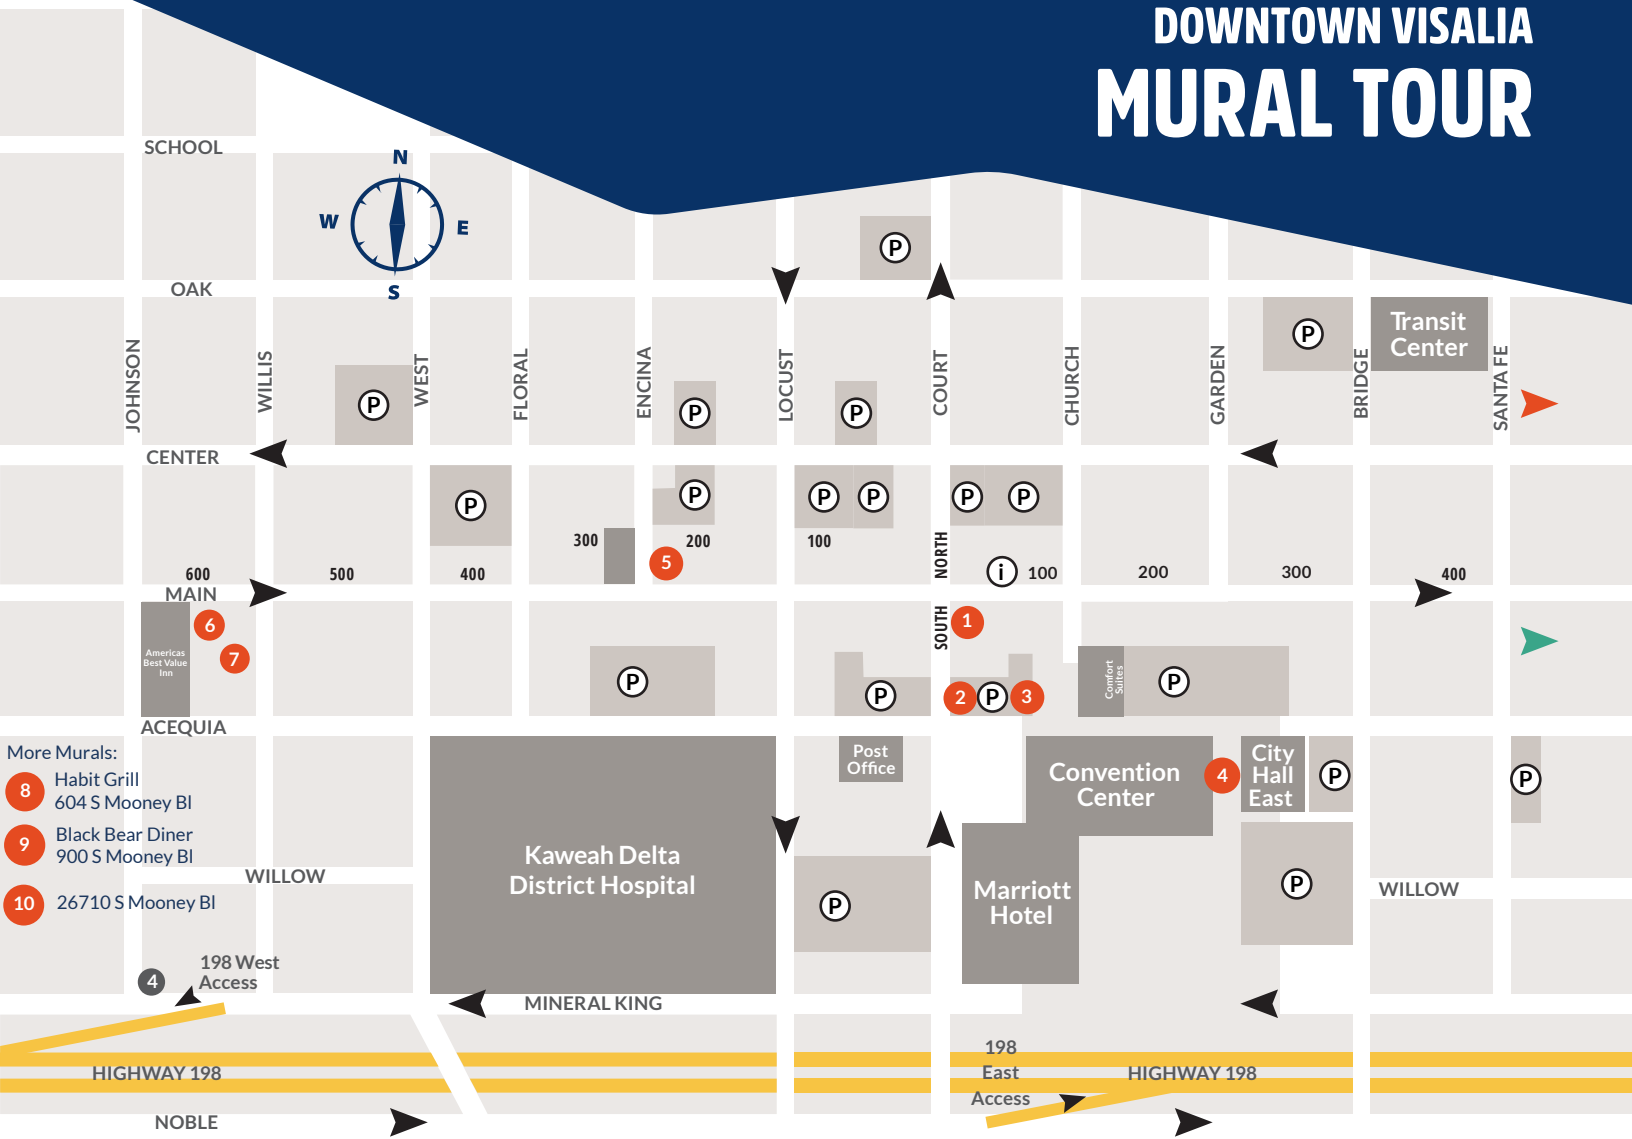 DOWNTOWN VISALIA
MURAL TOUR
SCHOOL
N
W
E
S
P
OAK
JOHNSON
WILLIS
WEST
FLORAL
ENCINA
LOCUST
COURT
CHURCH
GARDEN
BRIDGE
SANTA FE
P
Transit
Center
P
P
P
CENTER
P
P
P
P
P
P
300
200
100
NORTH
5
600
500
400
i
100
200
300
400
MAIN
SOUTH
1
6
7
Americas
Best Value
Inn
P
P
2
P
3
Comfort
Suites
P
ACEQUIA
More Murals:
8
Habit Grill
604 S Mooney Bl
9
Black Bear Diner
900 S Mooney Bl
10
26710 S Mooney Bl
Post
Office
Convention
Center
4
City
Hall
East
P
P
Kaweah Delta
District Hospital
WILLOW
P
Marriott
Hotel
P
WILLOW
4
198 West
Access
MINERAL KING
HIGHWAY 198
198
East
Access
HIGHWAY 198
NOBLE